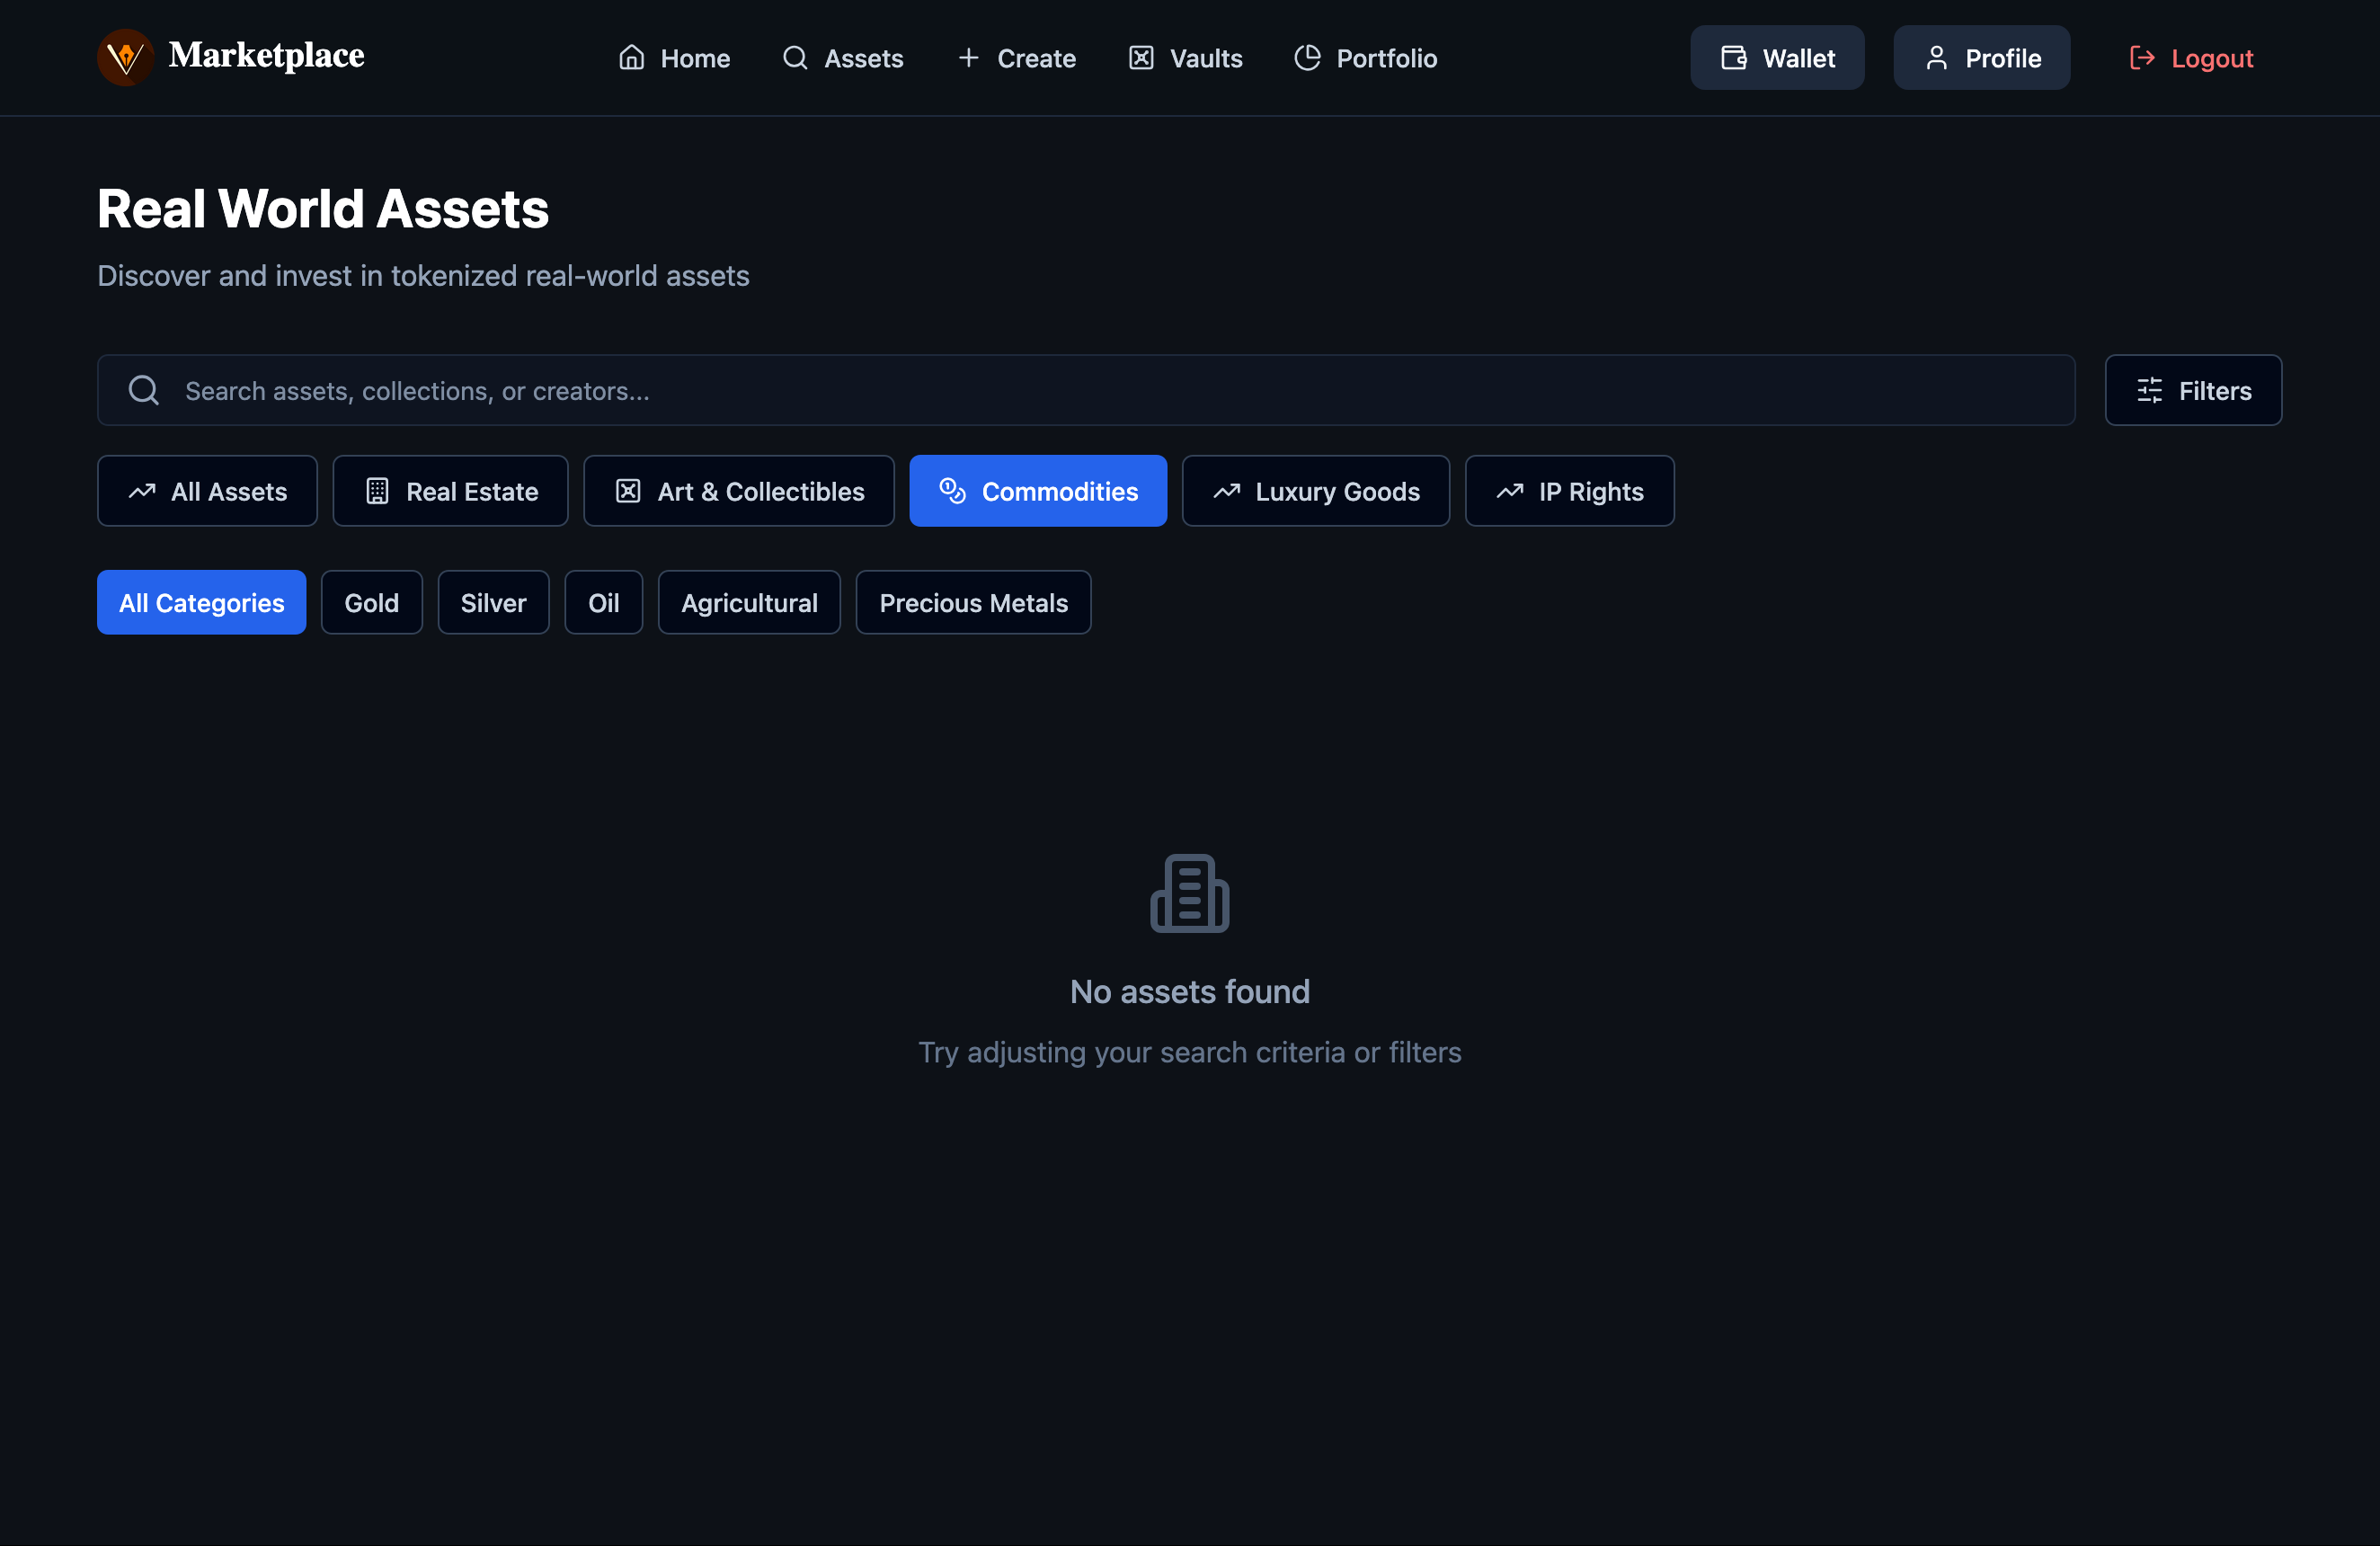 Marketplace
Home Assets Create Vaults Portfolio
Wallet Profile Logout
Real World Assets
Discover and invest in tokenized real-world assets
Search assets, collections, or creators...
Filters
All Assets Real Estate Art & Collectibles Commodities Luxury Goods IP Rights
All Categories Gold Silver Oil Agricultural Precious Metals
No assets found
Try adjusting your search criteria or filters